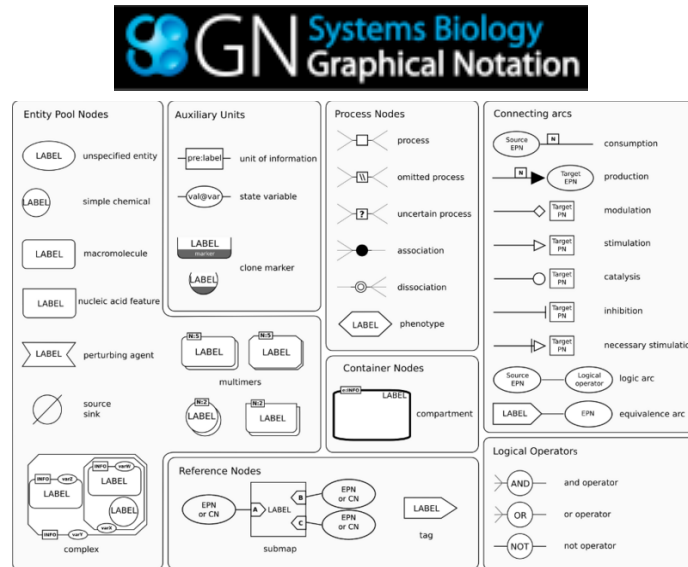 SBGN Systems Biology
Graphical Notation
Entity Pool Nodes
LABEL unspecified entity
LABEL simple chemical
LABEL macromolecule
LABEL nucleic acid feature
LABEL perturbing agent
source
sink
INFO varZ LABEL
INFO varW LABEL
LABEL
varX
INFO varY
complex
Auxiliary Units
pre:label unit of information
val@var state variable
LABEL
marker
LABEL
clone marker
N:5 LABEL
N:5 LABEL
multimers
N:2 LABEL
N:2 LABEL
Process Nodes
process
\\ omitted process
? uncertain process
association
dissociation
LABEL phenotype
Container Nodes
LABEL
compartment
Reference Nodes
EPN
or CN
A LABEL B C
EPN
or CN
EPN
or CN
submap
LABEL
tag
Connecting arcs
Source
EPN
N
consumption
N
Target
EPN
production
Target
PN
modulation
Target
PN
stimulation
Target
PN
catalysis
Target
PN
inhibition
Target
PN
necessary stimulatio
Source
EPN
Logical
operator
logic arc
LABEL EPN equivalence arc
Logical Operators
AND and operator
OR or operator
NOT not operator